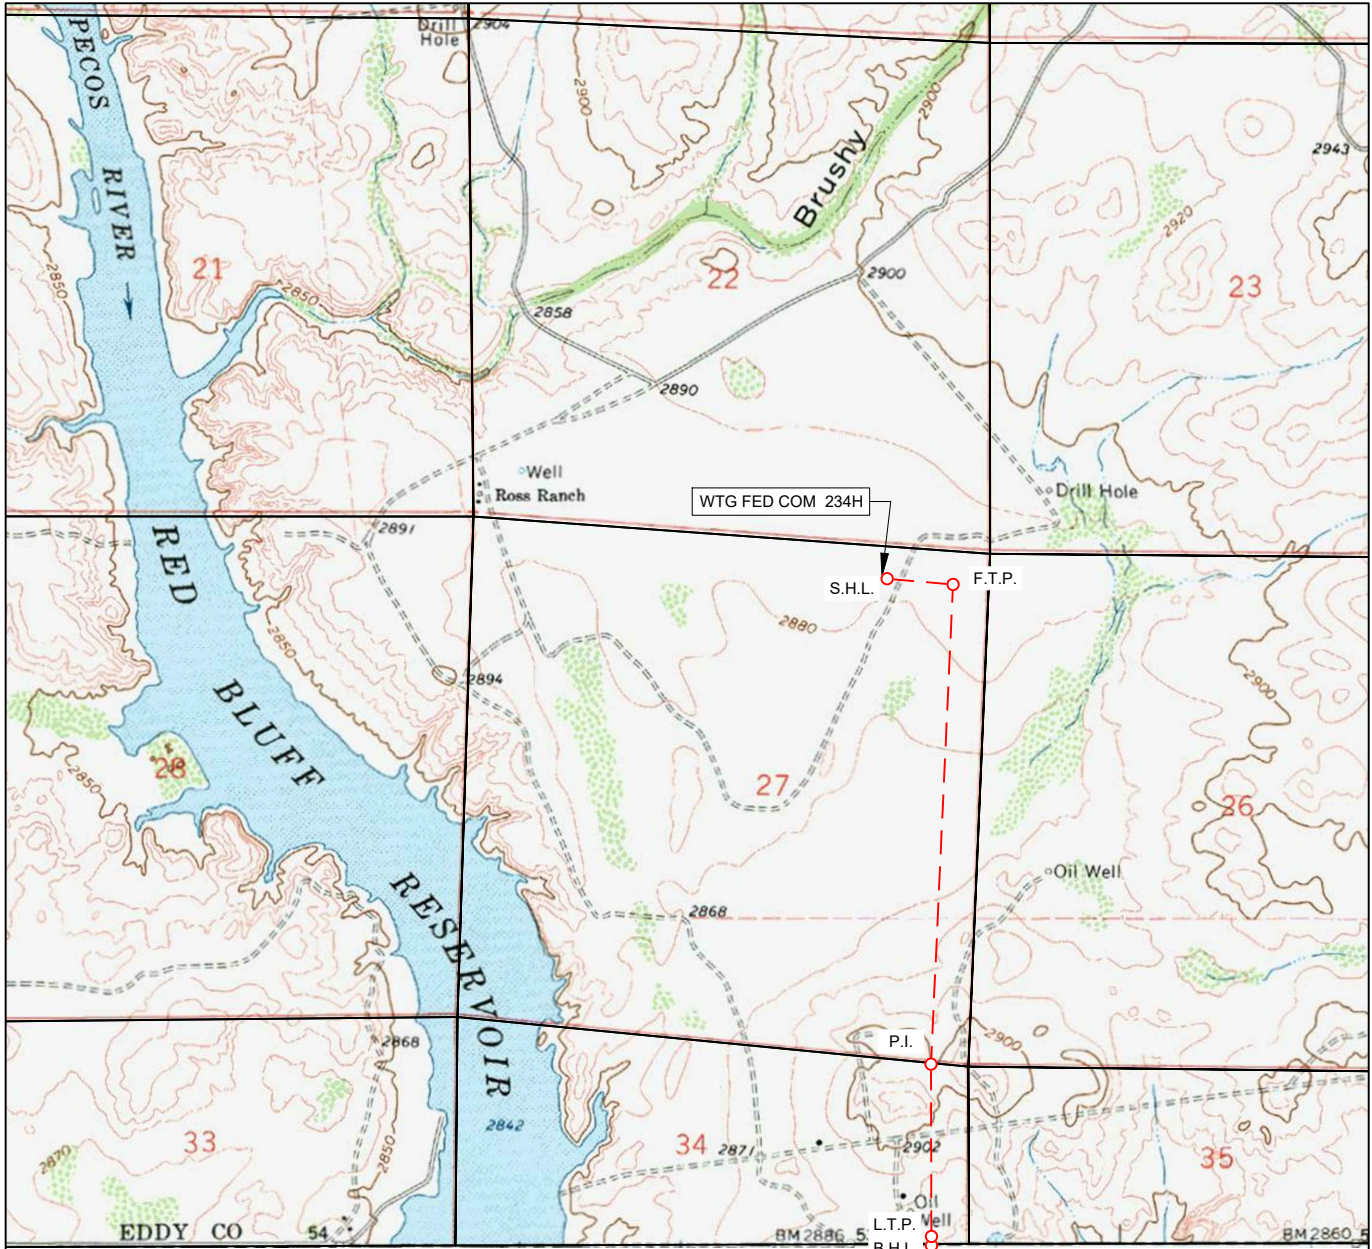 Drill
Hole
2904
PECOS
RIVER
2900
2900
Brushy
2943
2920
21
2850
2850
22
2900
23
2858
2890
Well
Ross Ranch
WTG FED COM 234H
Drill Hole
2891
RED
S.H.L.
F.T.P.
2880
2850
2894
2900
BLUFF
28
2850
27
26
Oil Well
RESERVOIR
2868
P.I.
2900
2868
2842
33
34
2871
2902
35
2870
2850
Oil
Well
L.T.P.
EDDY CO
54
BM 2886
B.H.L.
BM 2860